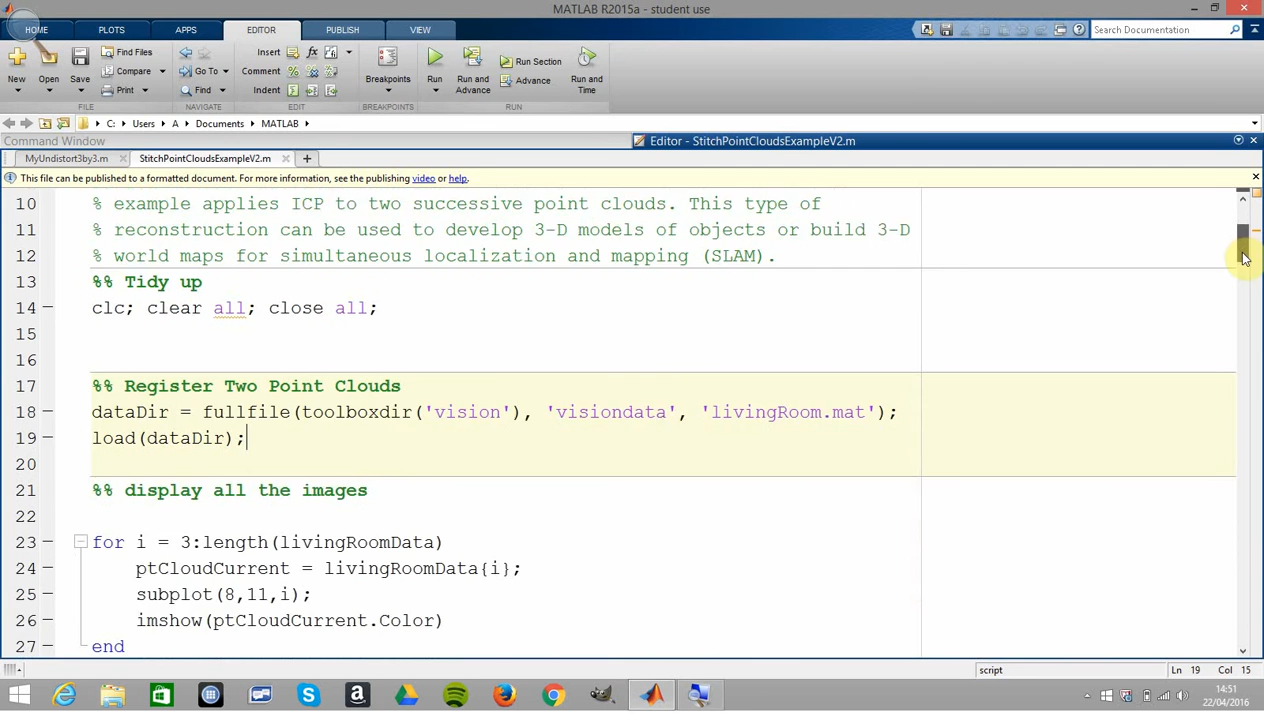 MATLAB R2015a - student use
HOME PLOTS APPS EDITOR PUBLISH VIEW Search Documentation
New Open Save Find Files Compare Print Insert Comment Indent Go To Find Breakpoints Run Run and Advance Run Section Advance Run and Time
FILE NAVIGATE EDIT BREAKPOINTS RUN
C: Users A Documents MATLAB
Command Window Editor - StitchPointCloudsExampleV2.m
MyUndistort3by3.m StitchPointCloudsExampleV2.m
This file can be published to a formatted document. For more information, see the publishing video or help.
10 % example applies ICP to two successive point clouds. This type of
11 % reconstruction can be used to develop 3-D models of objects or build 3-D
12 % world maps for simultaneous localization and mapping (SLAM).
13 %% Tidy up
14 clc; clear all; close all;
15
16
17 %% Register Two Point Clouds
18 dataDir = fullfile(toolboxdir('vision'), 'visiondata', 'livingRoom.mat');
19 load(dataDir);
20
21 %% display all the images
22
23 for i = 3:length(livingRoomData)
24 ptCloudCurrent = livingRoomData{i};
25 subplot(8,11,i);
26 imshow(ptCloudCurrent.Color)
27 end
script Ln 19 Col 15
14:51
22/04/2016